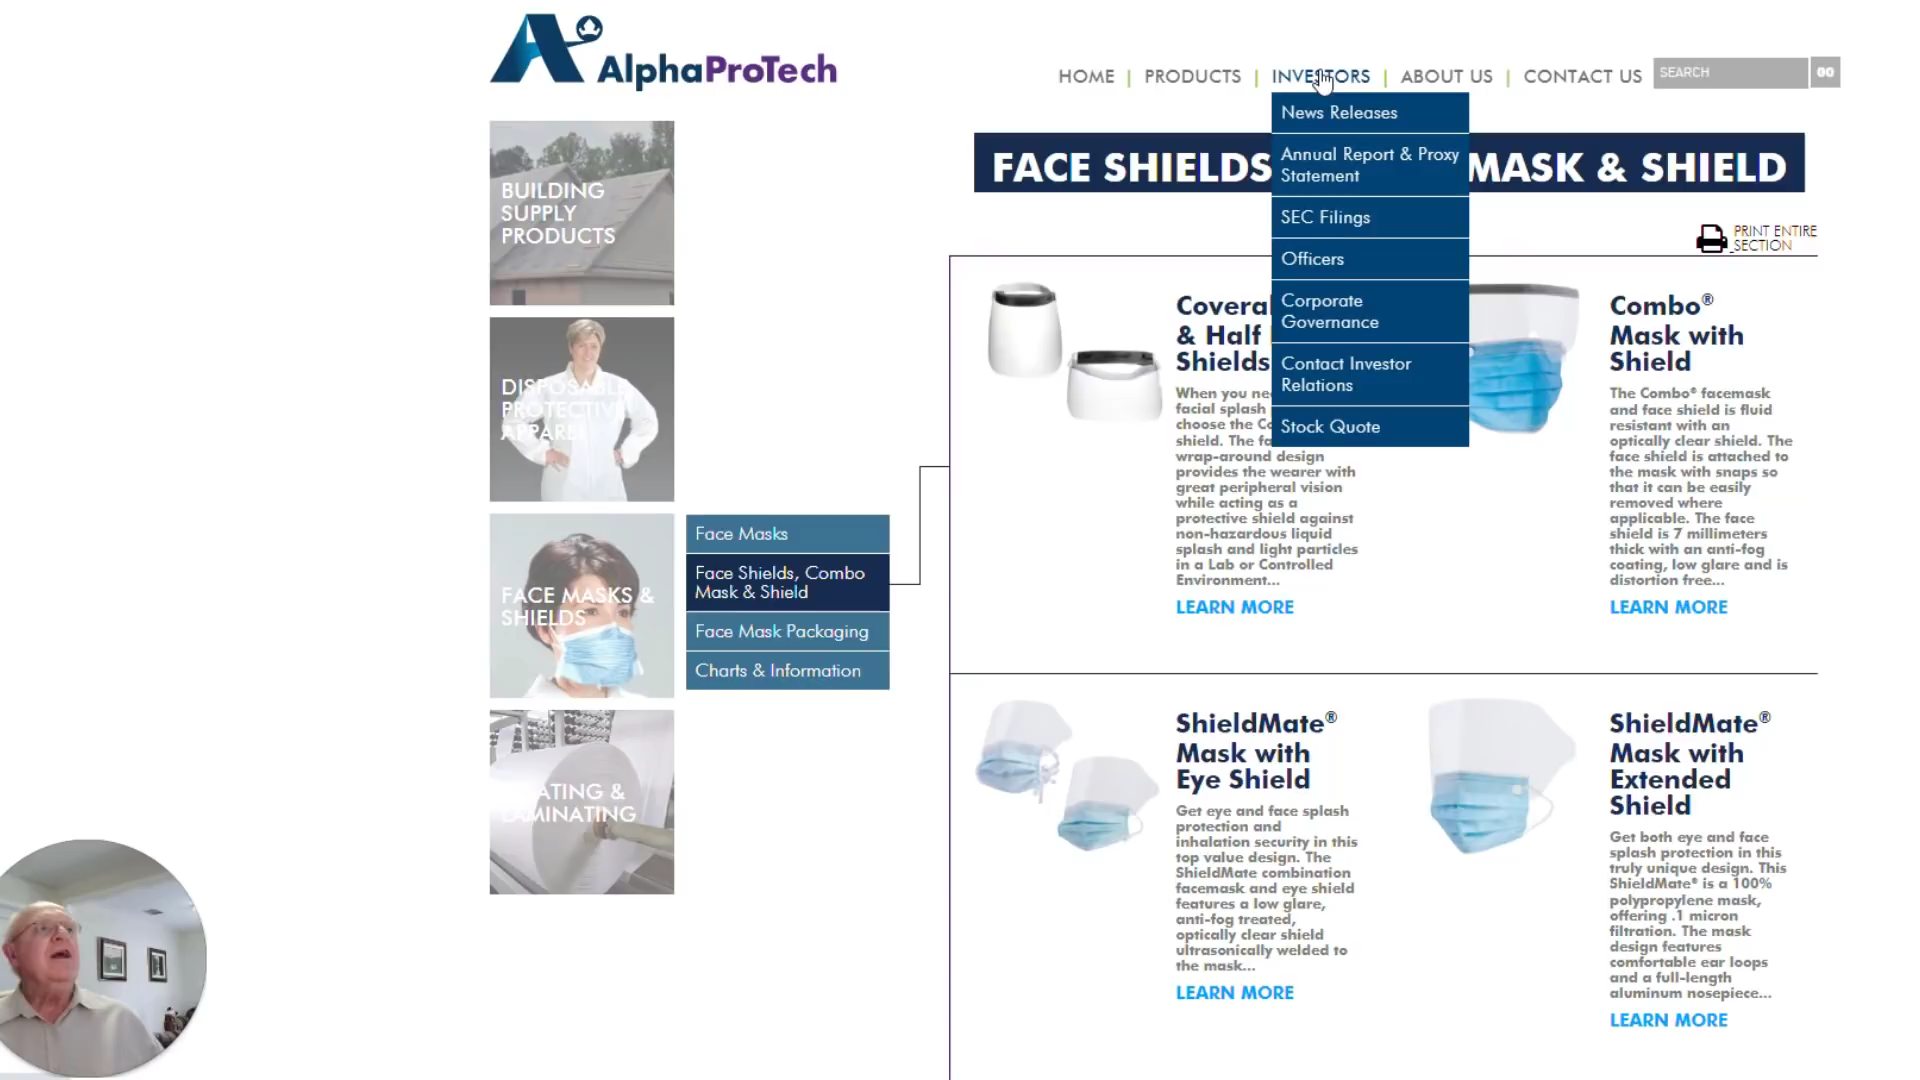 AlphaProTech
HOME | PRODUCTS | INVESTORS | ABOUT US | CONTACT US
SEARCH
GO
News Releases
Annual Report & Proxy
Statement
SEC Filings
Officers
Corporate
Governance
Contact Investor
Relations
Stock Quote
FACE SHIELDS
MASK & SHIELD
PRINT ENTIRE
SECTION
BUILDING
SUPPLY
PRODUCTS
DISPOSABLE
PROTECTIVE
APPAREL
FACE MASKS &
SHIELDS
ATING &
LAMINATING
Face Masks
Face Shields, Combo
Mask & Shield
Face Mask Packaging
Charts & Information
& Half
Shields
When you
facial splash
choose the
shield. The
wrap-around design
provides the wearer with
great peripheral vision
while acting as a
protective shield against
non-hazardous liquid
splash and light particles
in a Lab or Controlled
Environment...
LEARN MORE
Combo®
Mask with
Shield
The Combo® facemask
and face shield is fluid
resistant with an
optically clear shield. The
face shield is attached to
the mask with snaps so
that it can be easily
removed where
applicable. The face
shield is 7 millimeters
thick with an anti-fog
coating, low glare and is
distortion free...
LEARN MORE
ShieldMate®
Mask with
Eye Shield
Get eye and face splash
protection and
inhalation security in this
top value design. The
ShieldMate combination
facemask and eye shield
features a low glare,
anti-fog treated,
optically clear shield
ultrasonically welded to
the mask...
LEARN MORE
ShieldMate®
Mask with
Extended
Shield
Get both eye and face
splash protection in this
truly unique design. This
ShieldMate® is a 100%
polypropylene mask,
offering .1 micron
filtration. The mask
design features
comfortable ear loops
and a full-length
aluminum nosepiece...
LEARN MORE